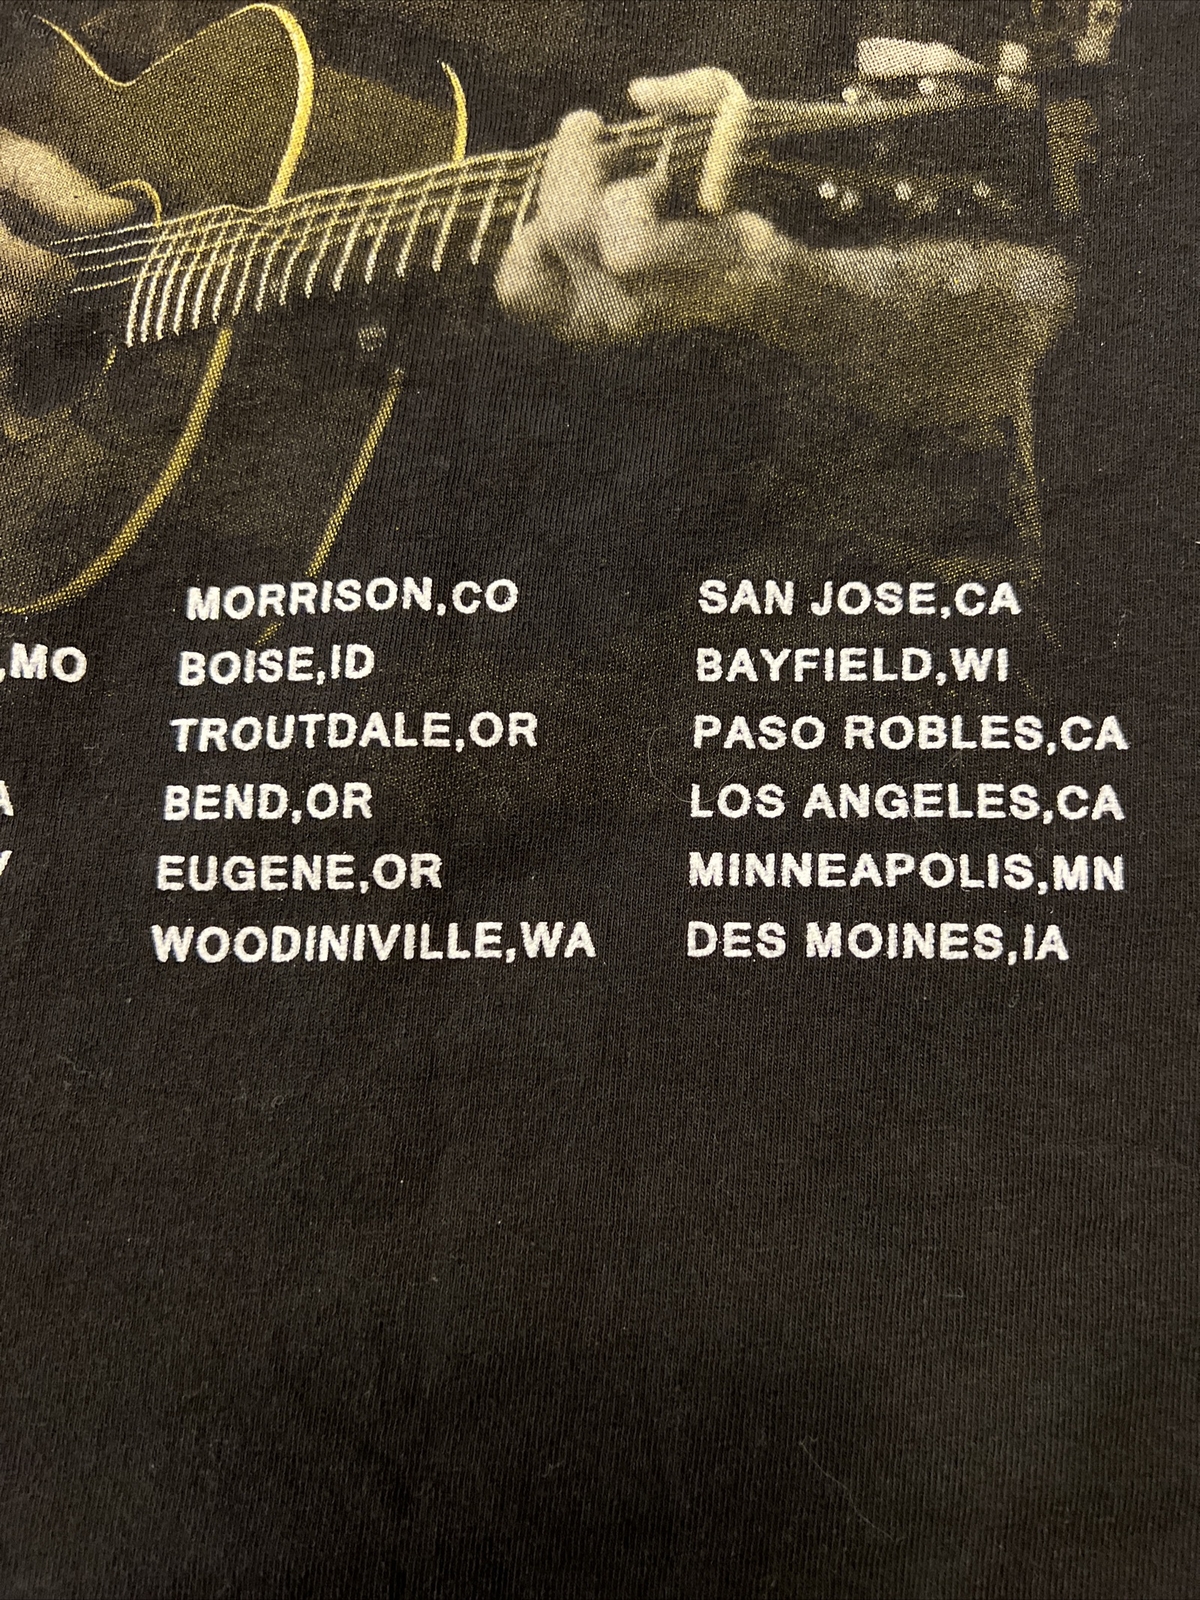 MORRISON,CO
BOISE,ID
TROUTDALE,OR
BEND,OR
EUGENE,OR
WOODINIVILLE,WA
SAN JOSE,CA
BAYFIELD,WI
PASO ROBLES,CA
LOS ANGELES,CA
MINNEAPOLIS,MN
DES MOINES,IA
,MO